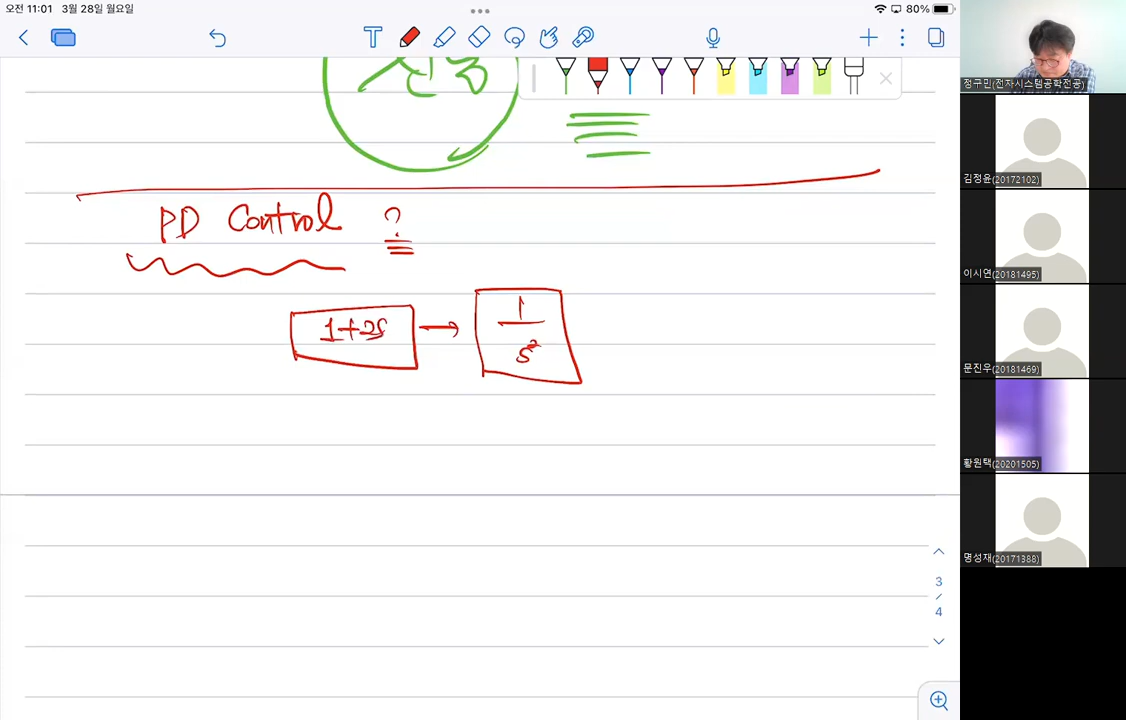 오전 11:01 3월 28일 월요일
80%
T
PD Control ?
1+2s → 1/s²
3
/
4
정구민(전자시스템공학전공)
김정윤(20172102)
이시연(20181495)
문진우(20181469)
황원택(20201505)
명성재(20171388)